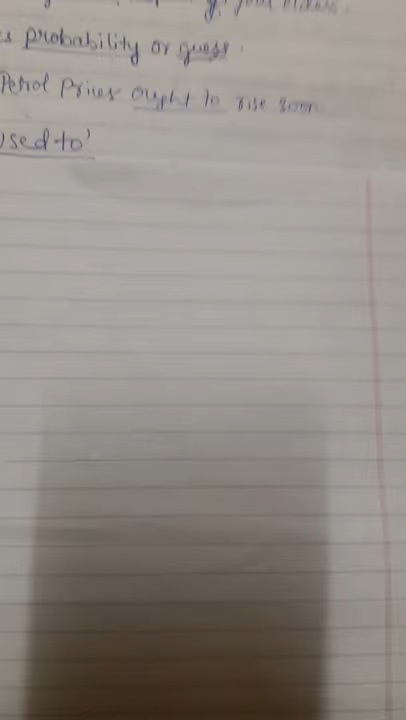 probability or guess.
Petrol Prices ought to rise soon
used to'